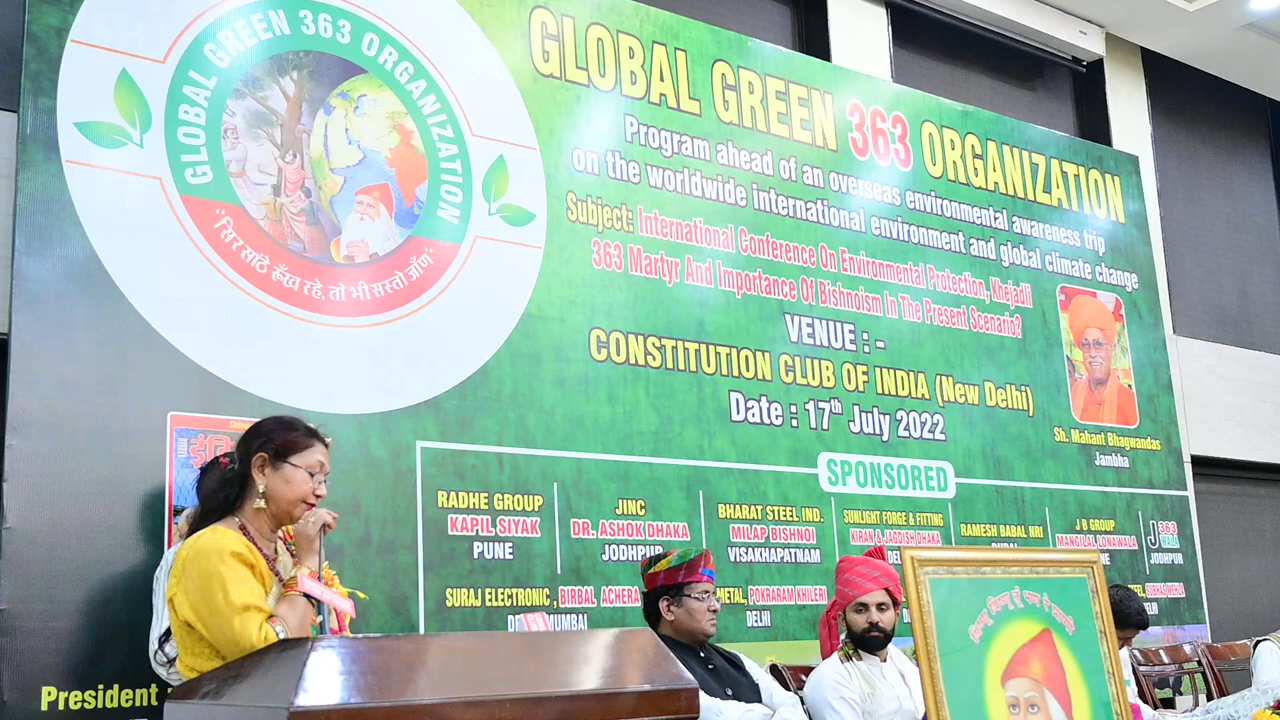 GLOBAL GREEN 363 ORGANIZATION
"सिर साठे रूँख रहे, तो भी सस्तो जाँण"
GLOBAL GREEN 363 ORGANIZATION
Program ahead of an overseas environmental awareness trip
on the worldwide international environment and global climate change
Subject: International Conference On Environmental Protection, Khejadli
363 Martyr And Importance Of Bishnoism In The Present Scenario?
VENUE : -
CONSTITUTION CLUB OF INDIA (New Delhi)
Date : 17th July 2022
Sh. Mahant Bhagwandas
Jambha
SPONSORED
RADHE GROUP
KAPIL SIYAK
PUNE
JINC
DR. ASHOK DHAKA
JODHPUR
BHARAT STEEL IND.
MILAP BISHNOI
VISAKHAPATNAM
SUNLIGHT FORGE & FITTING
KIRAN & JAGDISH DHAKA
RAMESH BABAL NRI
J B GROUP
MANGILAL LONAWALA
J 363 WALA
JODHPUR
SURAJ ELECTRONIC, BIRBAL ACHERA
MUMBAI
METAL, POKRARAM KHILERI
DELHI
President